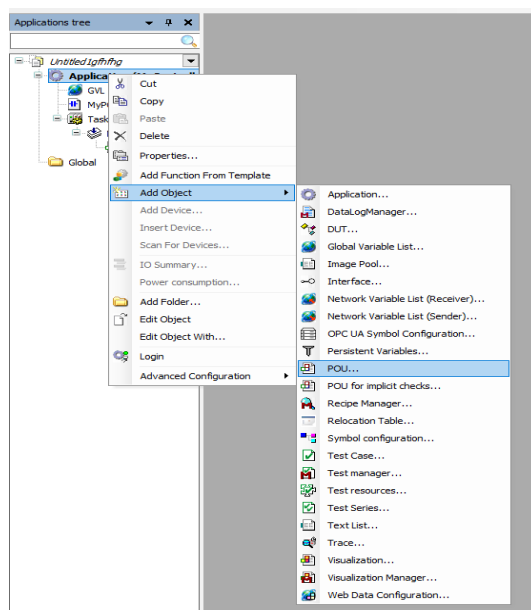 Applications tree
Untitled1gfhfhg
GVL
Task
Global
Cut
Copy
Paste
Delete
Properties...
Add Function From Template
Add Object
Add Device...
Insert Device...
Scan For Devices...
IO Summary...
Power consumption...
Add Folder...
Edit Object
Edit Object With...
Login
Advanced Configuration
Application...
DataLogManager...
DUT...
Global Variable List...
Image Pool...
Interface...
Network Variable List (Receiver)...
Network Variable List (Sender)...
OPC UA Symbol Configuration...
Persistent Variables...
POU...
POU for implicit checks...
Recipe Manager...
Relocation Table...
Symbol configuration...
Test Case...
Test manager...
Test resources...
Test Series...
Text List...
Trace...
Visualization...
Visualization Manager...
Web Data Configuration...